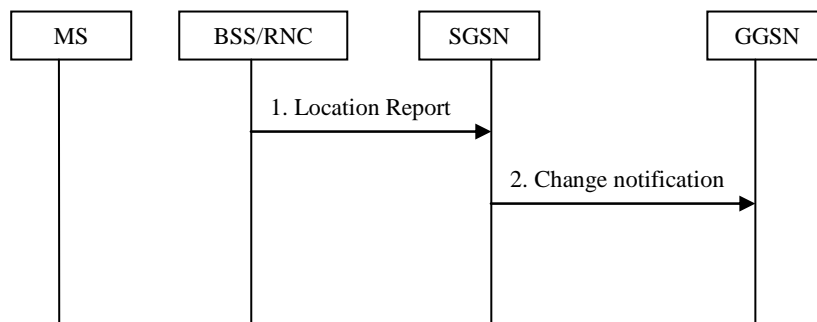 MS
BSS/RNC
SGSN
GGSN
1. Location Report
2. Change notification